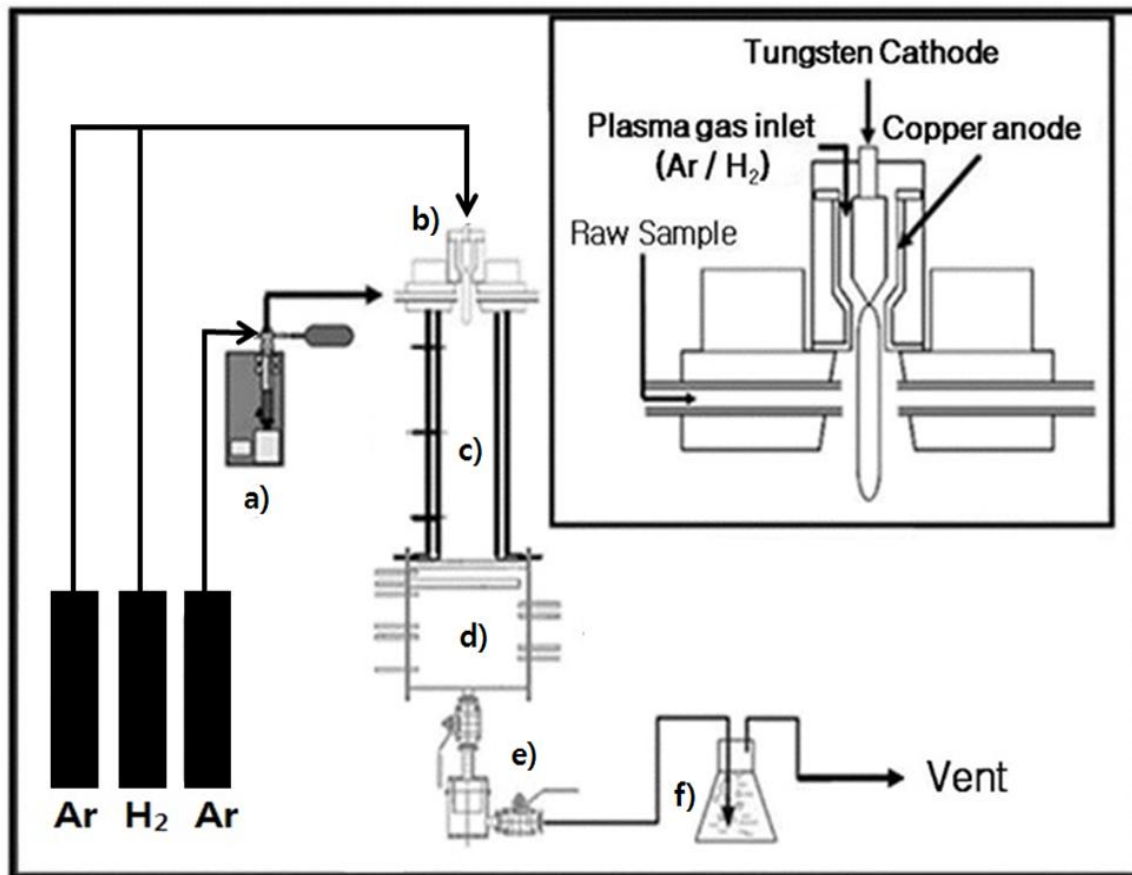 Tungsten Cathode
Plasma gas inlet
(Ar / H₂)
Copper anode
Raw Sample
b)
a)
c)
d)
e)
f)
Vent
Ar H₂ Ar